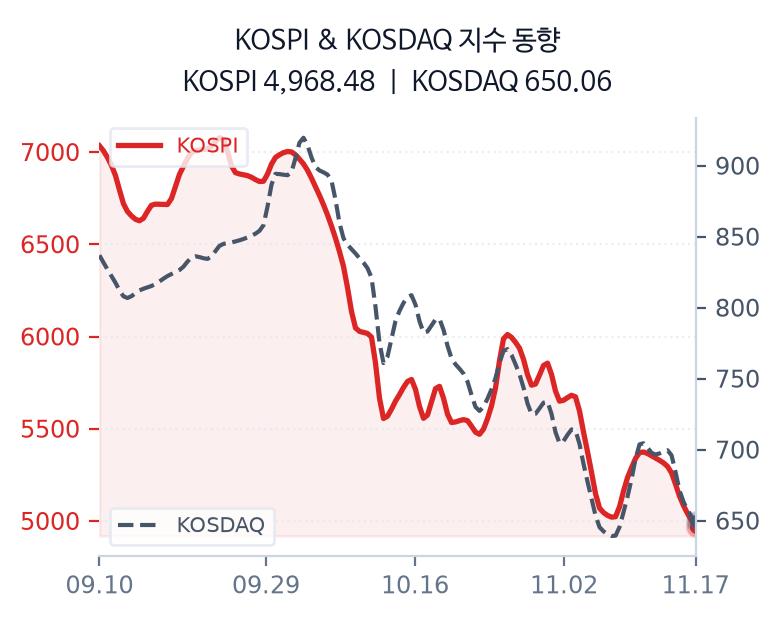 KOSPI & KOSDAQ 지수 동향
KOSPI 4,968.48 | KOSDAQ 650.06
KOSPI
7000
6500
6000
5500
5000
900
850
800
750
700
650
KOSDAQ
09.10 09.29 10.16 11.02 11.17